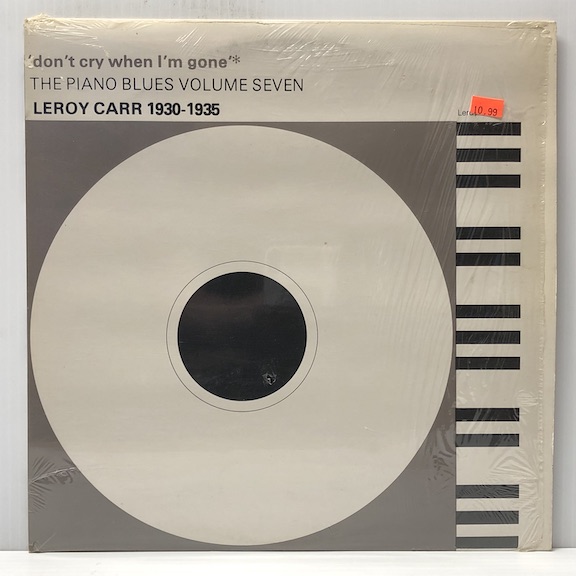 'don't cry when I'm gone'*
THE PIANO BLUES VOLUME SEVEN
LEROY CARR 1930-1935
10.99